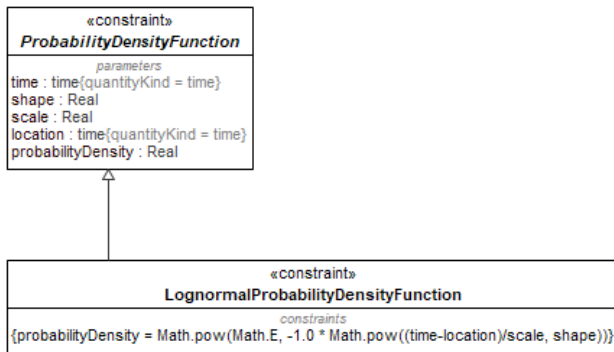 «constraint»
ProbabilityDensityFunction
parameters
time : time{quantityKind = time}
shape : Real
scale : Real
location : time{quantityKind = time}
probabilityDensity : Real
«constraint»
LognormalProbabilityDensityFunction
constraints
{probabilityDensity = Math.pow(Math.E, -1.0 * Math.pow((time-location)/scale, shape))}